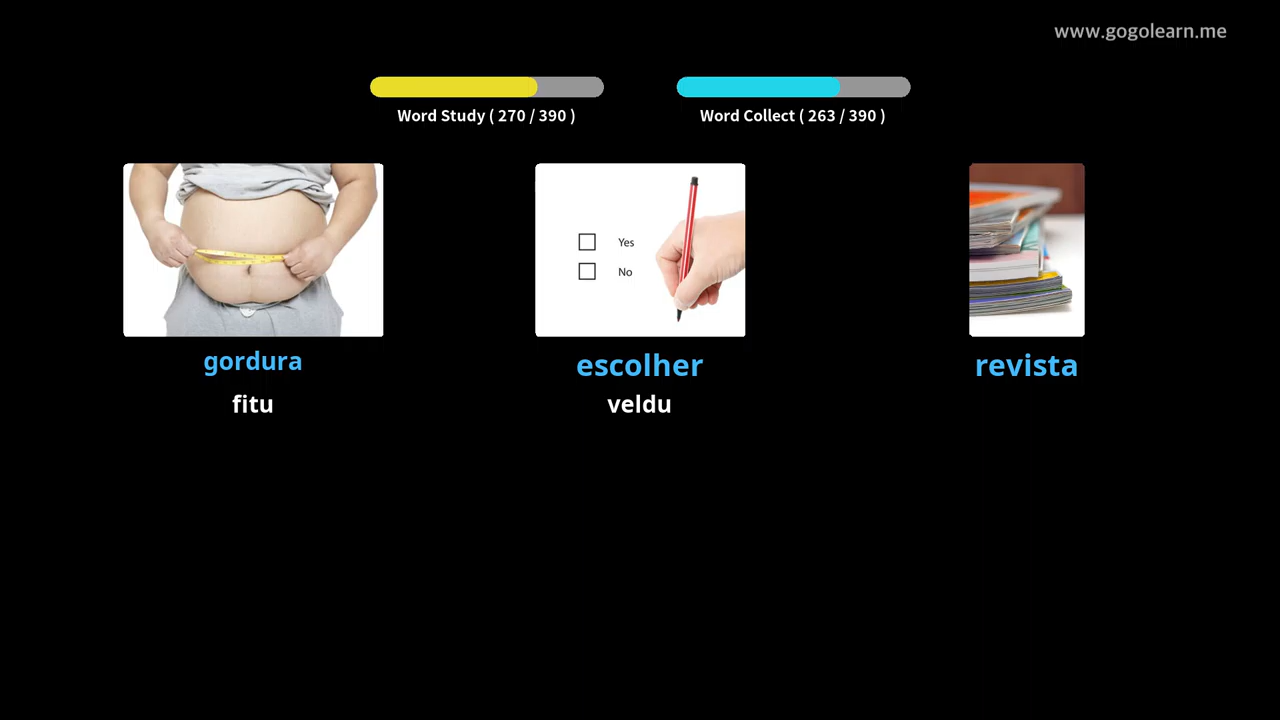 www.gogolearn.me
Word Study ( 270 / 390 )
Word Collect ( 263 / 390 )
Yes
No
gordura
escolher
revista
fitu
veldu